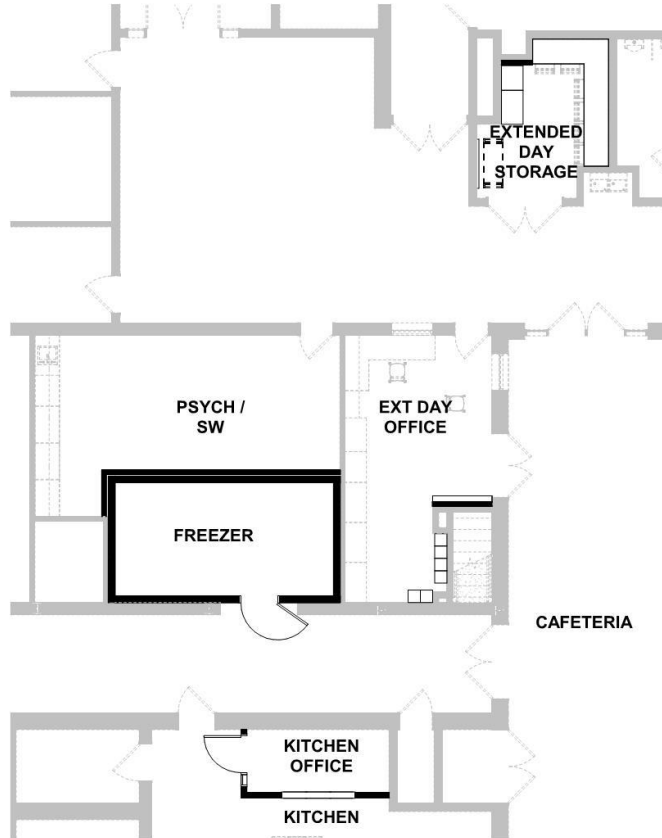 EXTENDED
DAY
STORAGE
PSYCH /
SW
EXT DAY
OFFICE
FREEZER
CAFETERIA
KITCHEN
OFFICE
KITCHEN